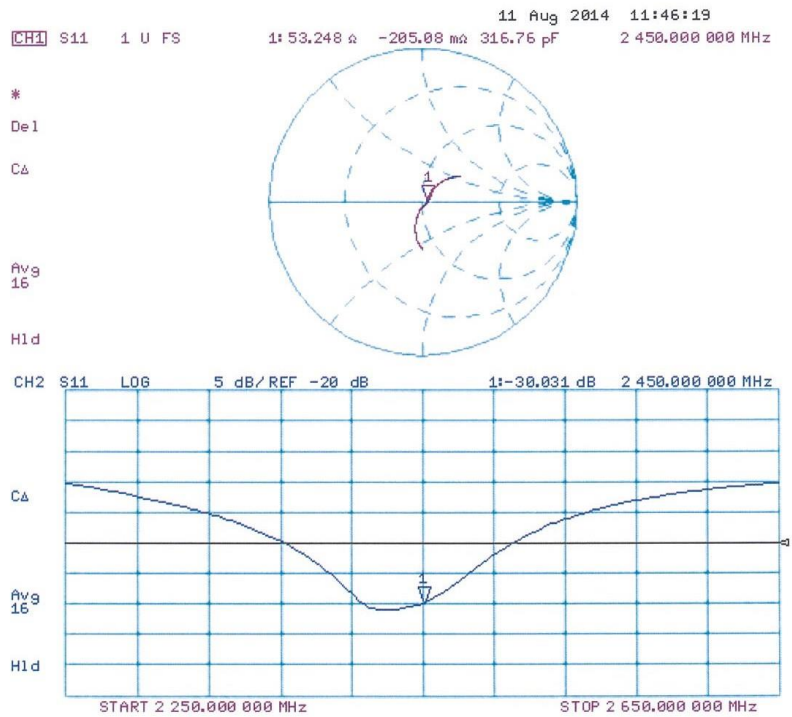 11 Aug 2014 11:46:19
CH1 S11 1 U FS 1: 53.248 Ω -205.08 mΩ 316.76 pF 2 450.000 000 MHz
*
Del
CΔ
1
Avg
16
Hld
CH2 S11 LOG 5 dB/REF -20 dB 1:-30.031 dB 2 450.000 000 MHz
CΔ
1
Avg
16
Hld
START 2 250.000 000 MHz STOP 2 650.000 000 MHz